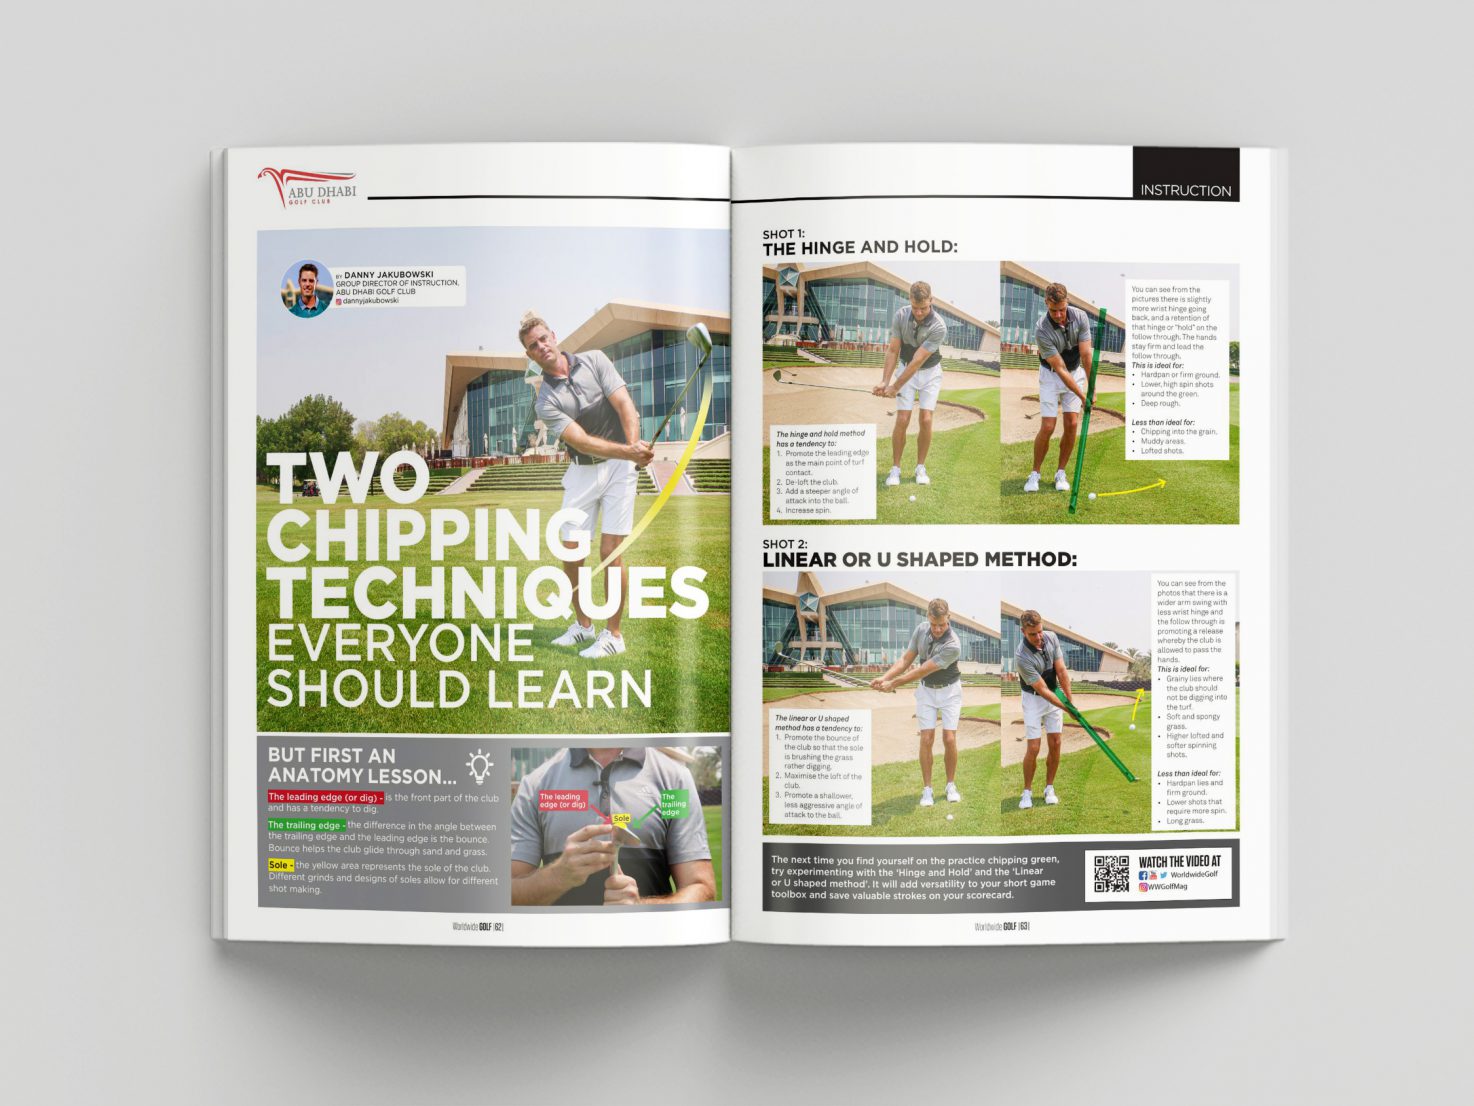 ABU DHABI
GOLF CLUB
BY DANNY JAKUBOWSKI
GROUP DIRECTOR OF INSTRUCTION,
ABU DHABI GOLF CLUB
dannyjakubowski
TWO
CHIPPING
TECHNIQUES
EVERYONE
SHOULD LEARN
BUT FIRST AN
ANATOMY LESSON...
The leading edge (or dig) - is the front part of the club
and has a tendency to dig.
The trailing edge - the difference in the angle between
the trailing edge and the leading edge is the bounce.
Bounce helps the club glide through sand and grass.
Sole - the yellow area represents the sole of the club.
Different grinds and designs of soles allow for different
shot making.
The leading
edge (or dig)
Sole
The
trailing
edge
Worldwide GOLF |62|
INSTRUCTION
SHOT 1:
THE HINGE AND HOLD:
The hinge and hold method
has a tendency to:
1. Promote the leading edge
as the main point of turf
contact.
2. De-loft the club.
3. Add a steeper angle of
attack into the ball.
4. Increase spin.
You can see from the
pictures there is slightly
more wrist hinge going
back, and a retention of
that hinge or "hold" on the
follow through. The hands
stay firm and lead the
follow through.
This is ideal for:
• Hardpan or firm ground.
• Lower, high spin shots
around the green.
• Deep rough.
Less than ideal for:
• Chipping into the grain.
• Muddy areas.
• Lofted shots.
SHOT 2:
LINEAR OR U SHAPED METHOD:
The linear or U shaped
method has a tendency to:
1. Promote the bounce of
the club so that the sole
is brushing the grass
rather digging.
2. Maximise the loft of the
club.
3. Promote a shallower,
less aggressive angle of
attack to the ball.
You can see from the
photos that there is a
wider arm swing with
less wrist hinge and
the follow through is
promoting a release
whereby the club is
allowed to pass the
hands.
This is ideal for:
• Grainy lies where
the club should
not be digging into
the turf.
• Soft and spongy
grass.
• Higher lofted and
softer spinning
shots.
Less than ideal for:
• Hardpan lies and
firm ground.
• Lower shots that
require more spin.
• Long grass.
The next time you find yourself on the practice chipping green,
try experimenting with the 'Hinge and Hold' and the 'Linear
or U shaped method'. It will add versatility to your short game
toolbox and save valuable strokes on your scorecard.
WATCH THE VIDEO AT
WorldwideGolf
WWGolfMag
Worldwide GOLF |63|